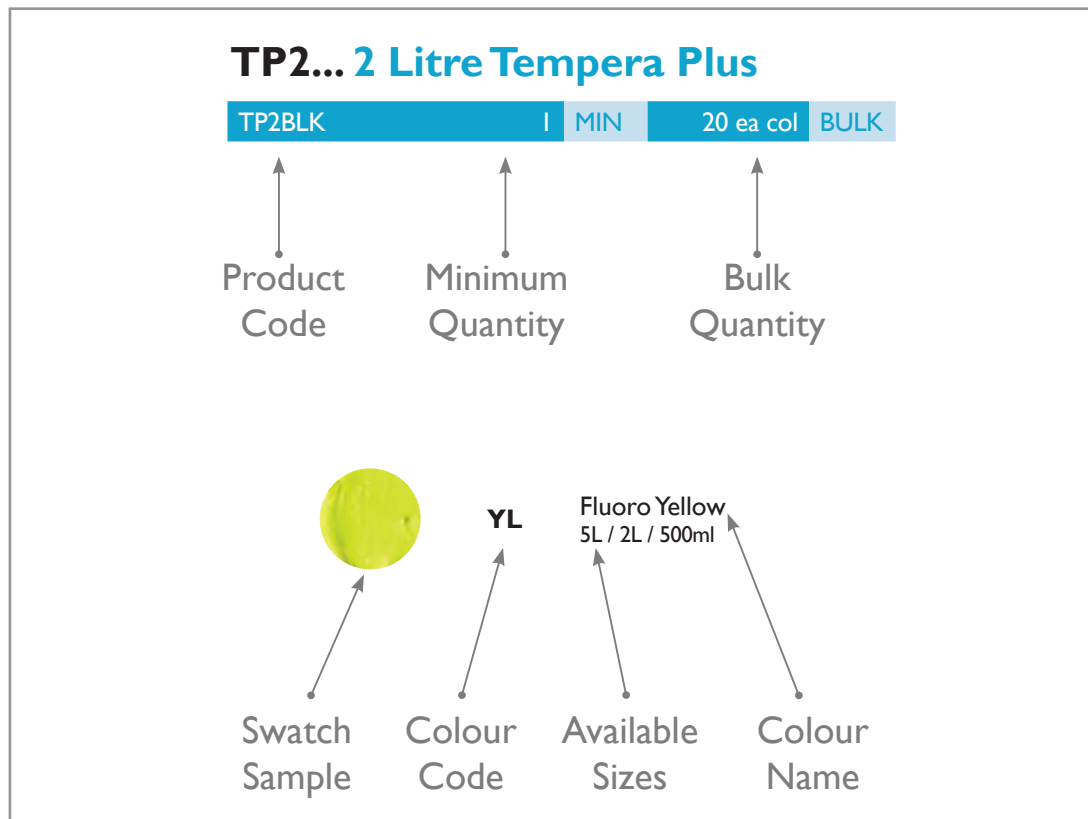 TP2... 2 Litre Tempera Plus
TP2BLK 1 MIN 20 ea col BULK
Product Code
Minimum Quantity
Bulk Quantity
YL
Fluoro Yellow
5L / 2L / 500ml
Swatch Sample
Colour Code
Available Sizes
Colour Name